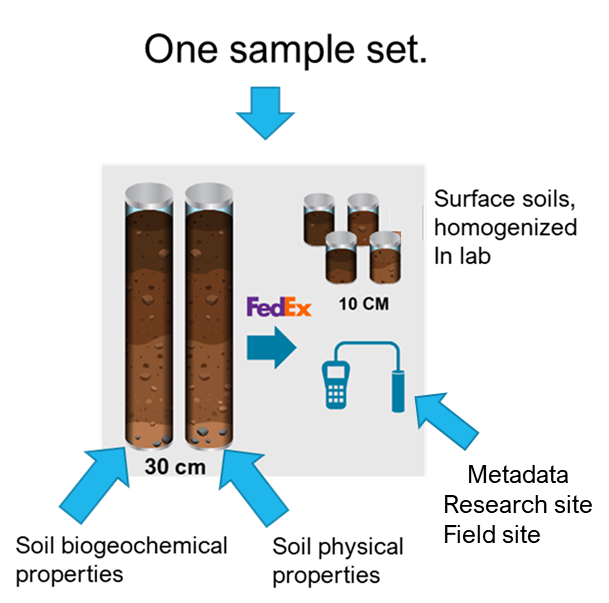 One sample set.
Surface soils,
homogenized
In lab
FedEx
10 CM
30 cm
Metadata
Research site
Field site
Soil biogeochemical
properties
Soil physical
properties